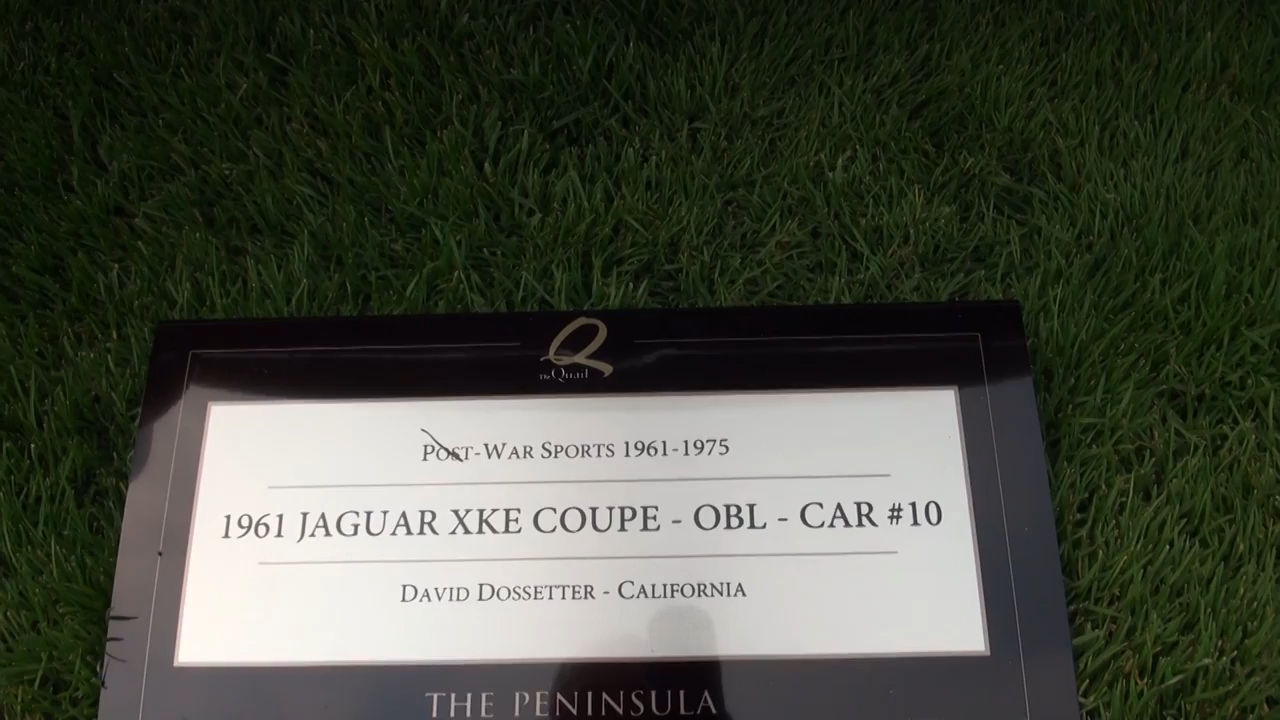 Q
The Quail
Post-War Sports 1961-1975
1961 JAGUAR XKE COUPE - OBL - CAR #10
David Dossetter - California
THE PENINSULA